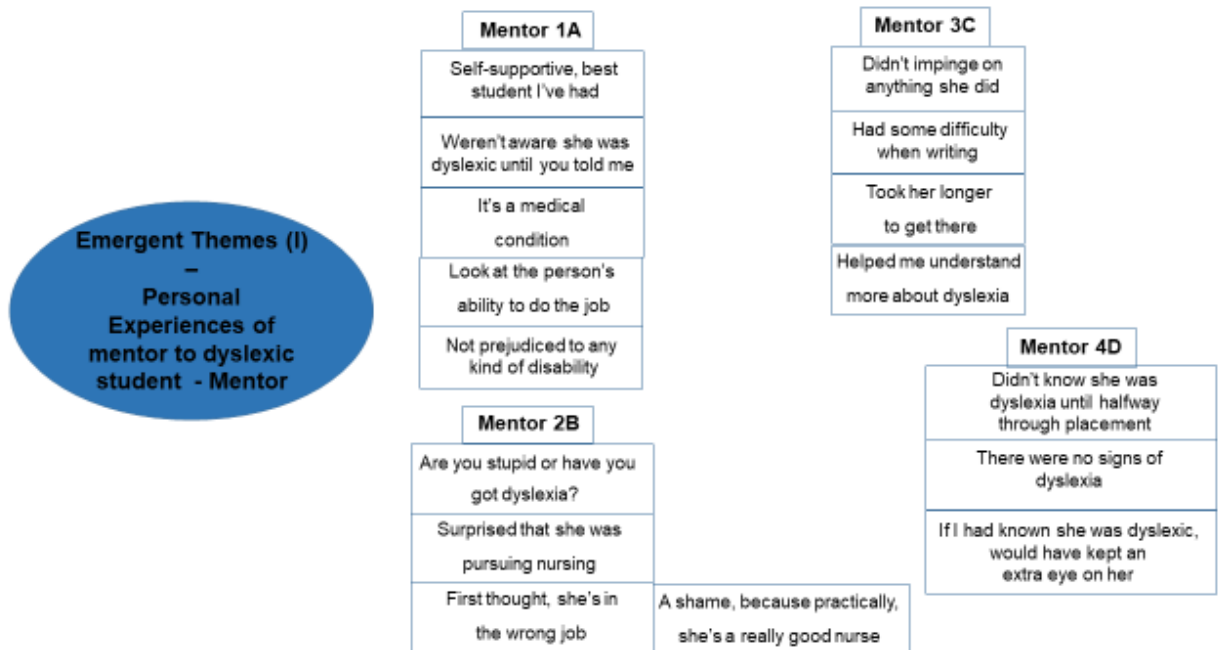 Emergent Themes (I)
–
Personal
Experiences of
mentor to dyslexic
student - Mentor
Mentor 1A
Self-supportive, best
student I've had
Weren't aware she was
dyslexic until you told me
It's a medical
condition
Look at the person's
ability to do the job
Not prejudiced to any
kind of disability
Mentor 2B
Are you stupid or have you
got dyslexia?
Surprised that she was
pursuing nursing
First thought, she's in
the wrong job
A shame, because practically,
she's a really good nurse
Mentor 3C
Didn't impinge on
anything she did
Had some difficulty
when writing
Took her longer
to get there
Helped me understand
more about dyslexia
Mentor 4D
Didn't know she was
dyslexia until halfway
through placement
There were no signs of
dyslexia
If I had known she was dyslexic,
would have kept an
extra eye on her